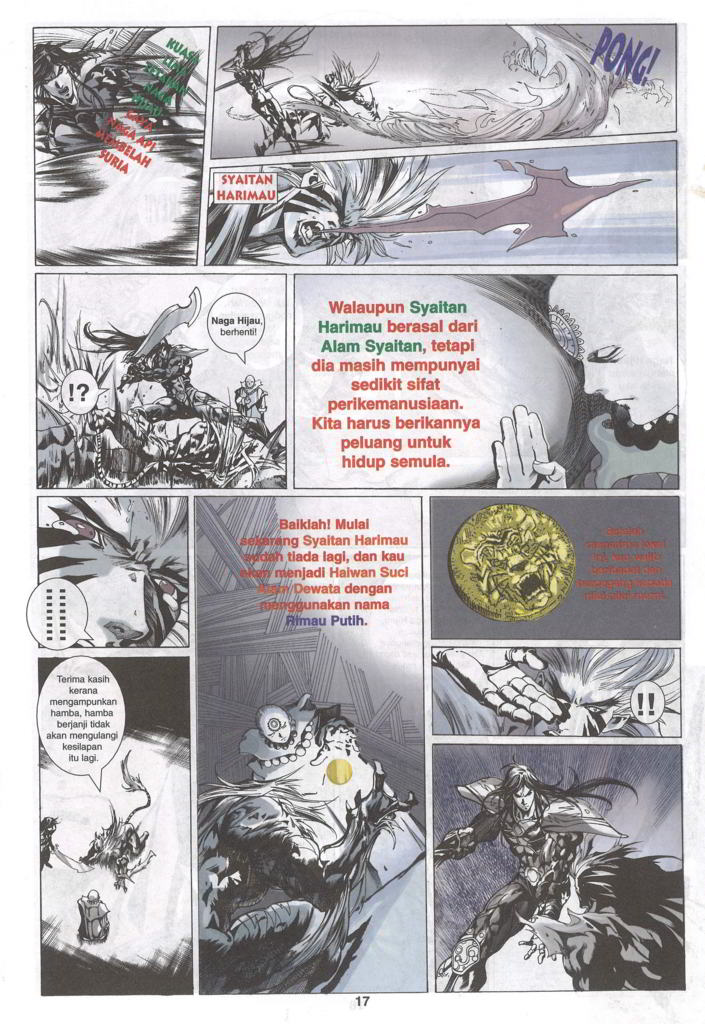 KUASA
NAGA API
MEMBELAH
SURIA
PONG!
SYAITAN
HARIMAU
Naga Hijau,
berhenti!
!?
Walaupun Syaitan
Harimau berasal dari
Alam Syaitan, tetapi
dia masih mempunyai
sedikit sifat
perikemanusiaan.
Kita harus berikannya
peluang untuk
hidup semula.
Baiklah! Mulai
sekarang Syaitan Harimau
sudah tiada lagi, dan kau
akan menjadi Haiwan Suci
Alam Dewata dengan
menggunakan nama
Rimau Putih.
!!
Terima kasih
kerana
mengampunkan
hamba, hamba
berjanji tidak
akan mengulangi
kesilapan
itu lagi.
17